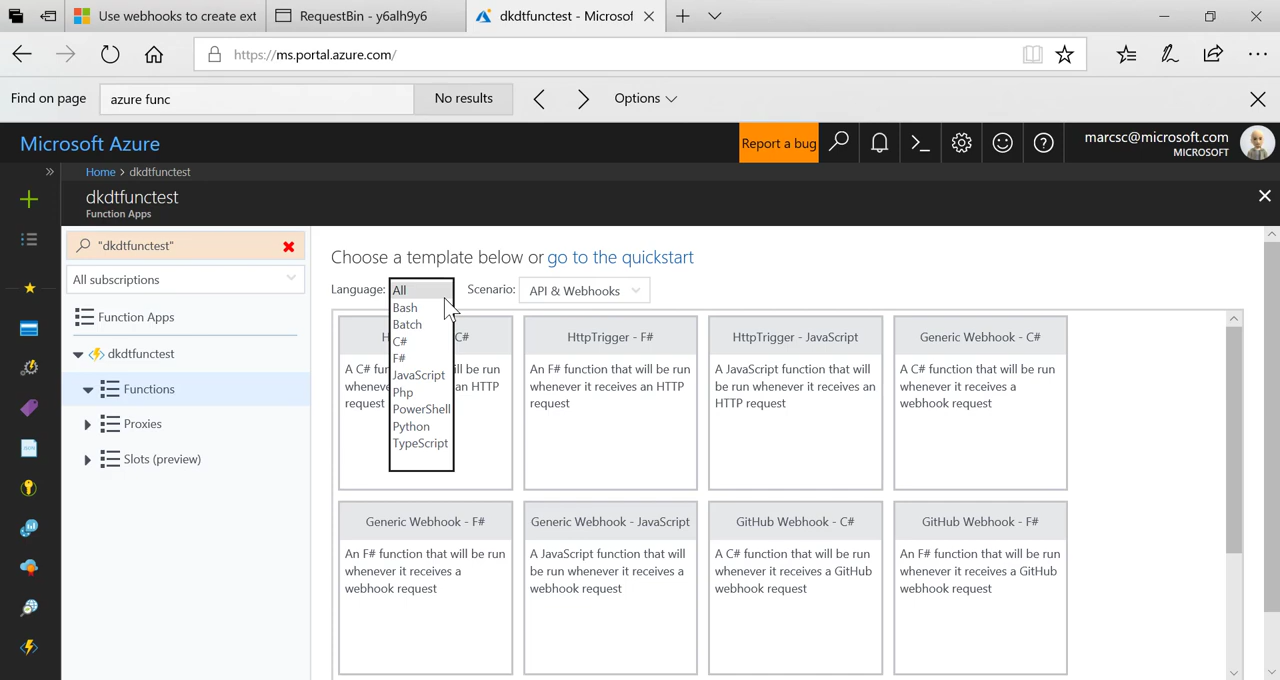 Use webhooks to create ext
RequestBin - y6alh9y6
dkdtfunctest - Microsof
https://ms.portal.azure.com/
Find on page
azure func
No results
Options
Microsoft Azure
Report a bug
marcsc@microsoft.com
MICROSOFT
Home > dkdtfunctest
dkdtfunctest
Function Apps
"dkdtfunctest"
All subscriptions
Function Apps
dkdtfunctest
Functions
Proxies
Slots (preview)
Choose a template below or go to the quickstart
Language:
All
Bash
Batch
C#
F#
JavaScript
Php
PowerShell
Python
TypeScript
Scenario:
API & Webhooks
C#
A C#
whenever
an HTTP
request
HttpTrigger - F#
An F# function that will be run
whenever it receives an HTTP
request
HttpTrigger - JavaScript
A JavaScript function that will
be run whenever it receives an
HTTP request
Generic Webhook - C#
A C# function that will be run
whenever it receives a
webhook request
Generic Webhook - F#
An F# function that will be run
whenever it receives a
webhook request
Generic Webhook - JavaScript
A JavaScript function that will
be run whenever it receives a
webhook request
GitHub Webhook - C#
A C# function that will be run
whenever it receives a GitHub
webhook request
GitHub Webhook - F#
An F# function that will be run
whenever it receives a GitHub
webhook request